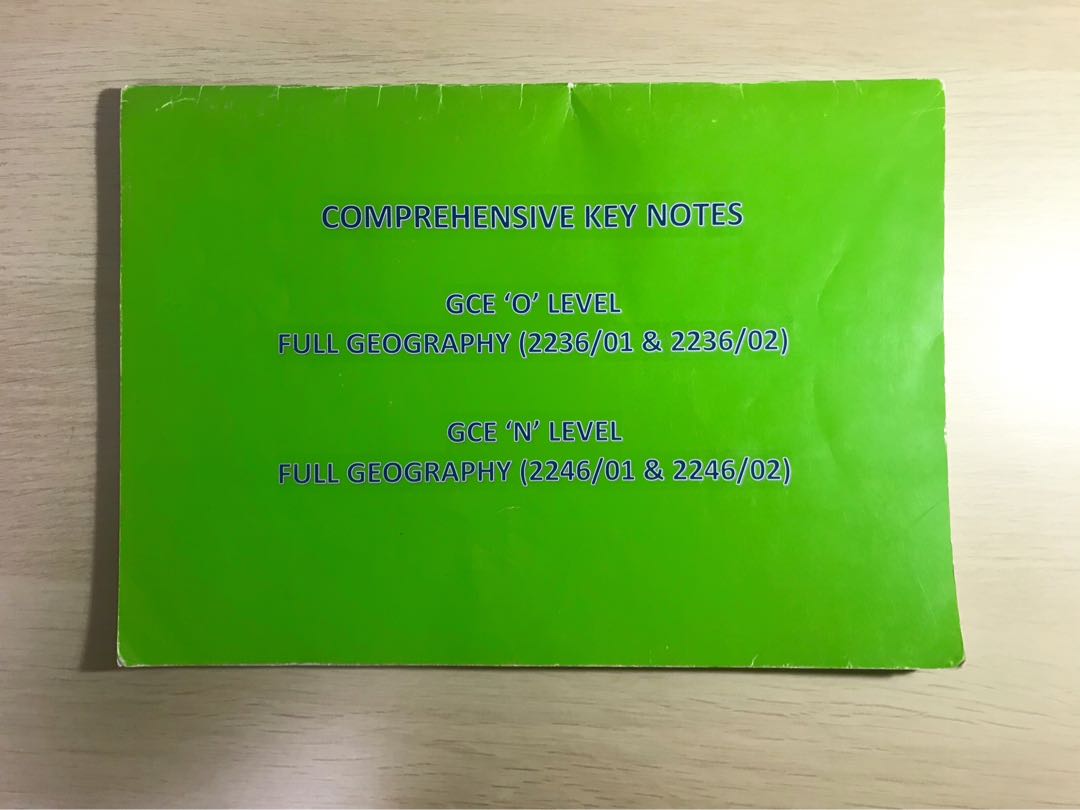 COMPREHENSIVE KEY NOTES
GCE ‘O’ LEVEL
FULL GEOGRAPHY (2236/01 & 2236/02)
GCE ‘N’ LEVEL
FULL GEOGRAPHY (2246/01 & 2246/02)